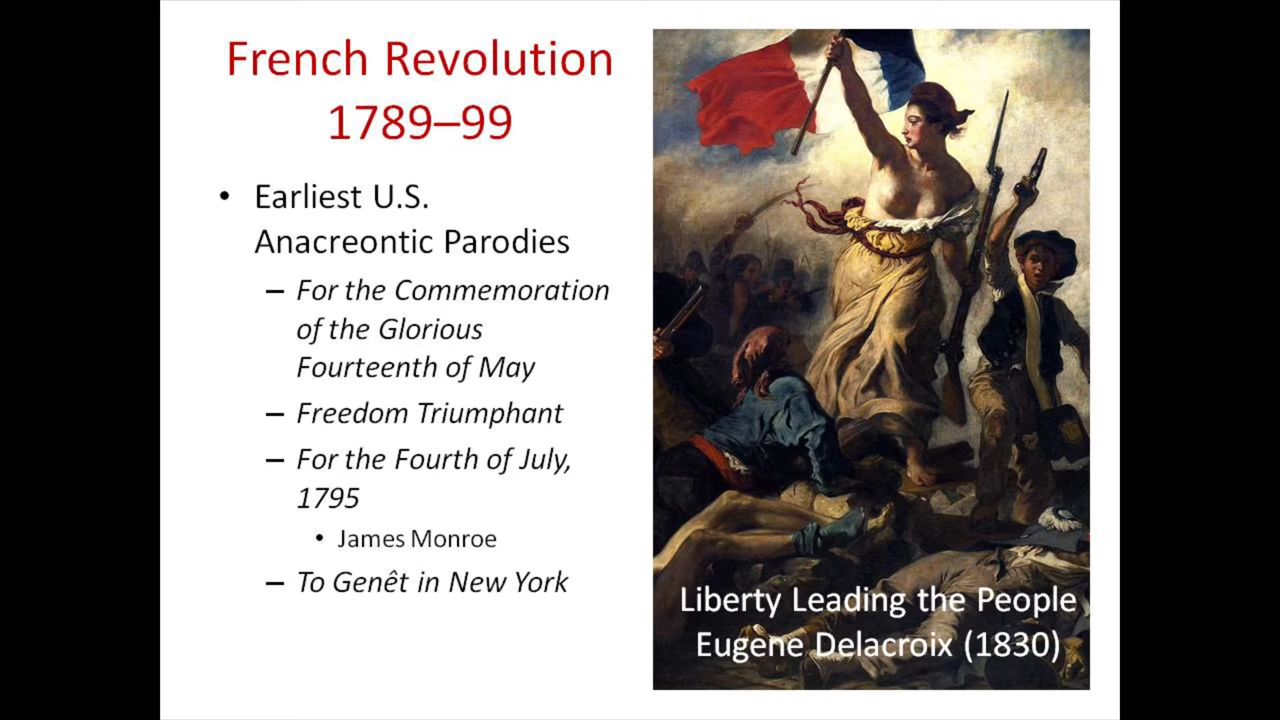 French Revolution
1789–99
• Earliest U.S.
Anacreontic Parodies
– For the Commemoration
of the Glorious
Fourteenth of May
– Freedom Triumphant
– For the Fourth of July,
1795
• James Monroe
– To Genêt in New York
Liberty Leading the People
Eugene Delacroix (1830)